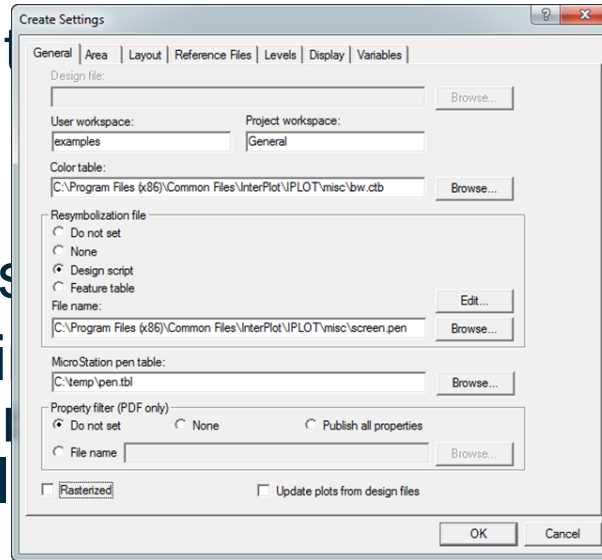 Create Settings
General Area Layout Reference Files Levels Display Variables
Design file:
Browse...
User workspace: Project workspace:
examples General
Color table:
C:\Program Files (x86)\Common Files\InterPlot\IPLOT\misc\bw.ctb Browse...
Resymbolization file
Do not set
None
Design script
Feature table
Edit...
File name:
C:\Program Files (x86)\Common Files\InterPlot\IPLOT\misc\screen.pen Browse...
MicroStation pen table:
C:\temp\pen.tbl Browse...
Property filter (PDF only)
Do not set None Publish all properties
File name Browse...
Rasterized Update plots from design files
OK Cancel